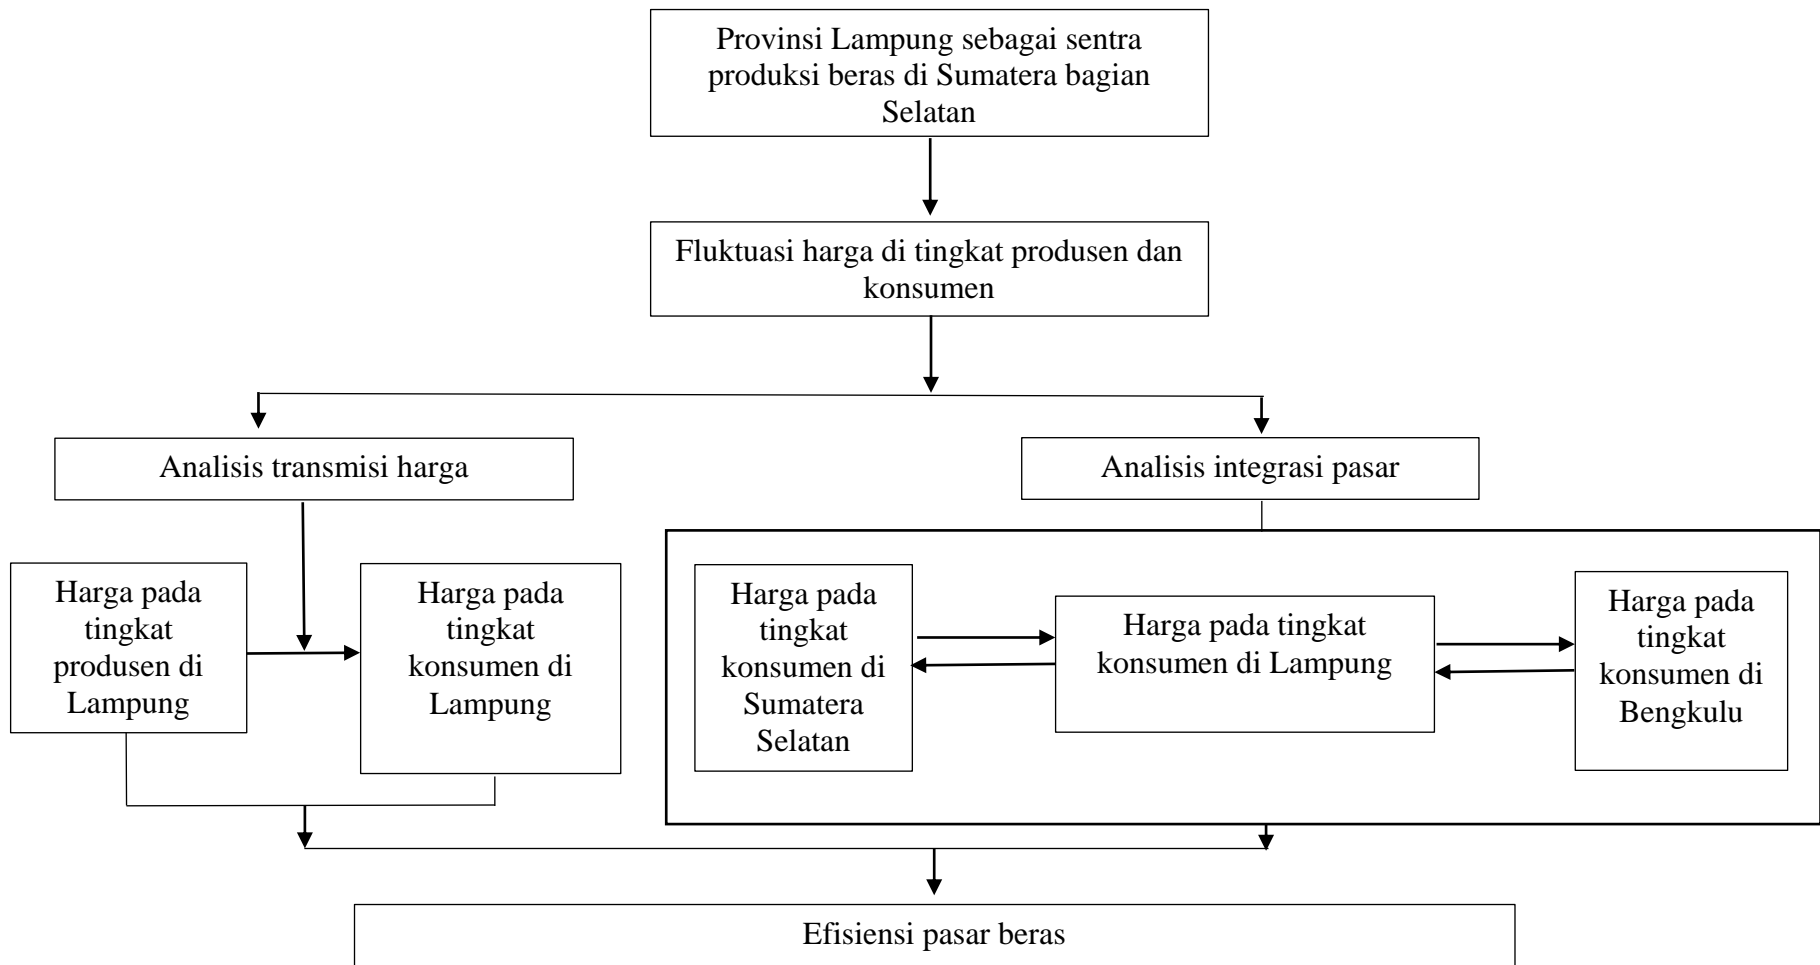 Provinsi Lampung sebagai sentra
produksi beras di Sumatera bagian
Selatan
Fluktuasi harga di tingkat produsen dan
konsumen
Analisis transmisi harga
Analisis integrasi pasar
Harga pada
tingkat
produsen di
Lampung
Harga pada
tingkat
konsumen di
Lampung
Harga pada
tingkat
konsumen di
Sumatera
Selatan
Harga pada tingkat
konsumen di Lampung
Harga pada
tingkat
konsumen di
Bengkulu
Efisiensi pasar beras